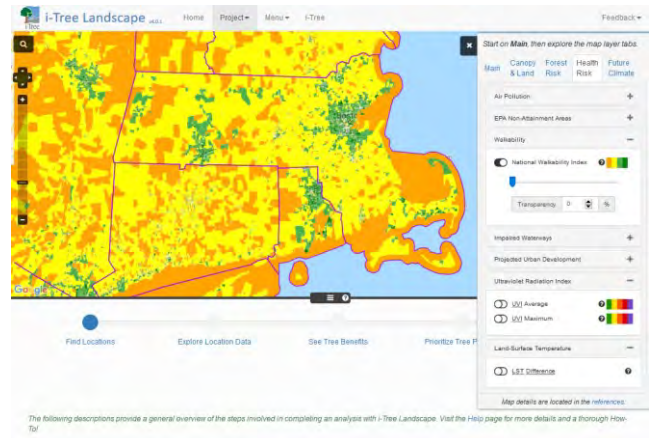 i-Tree Landscape v4.0.1 Home Project Menu i-Tree Feedback
Start on Main, then explore the map layer tabs.
Main Canopy & Land Forest Risk Health Risk Future Climate
Air Pollution
EPA Non-Attainment Areas
Walkability
National Walkability Index
Transparency 0 %
Impaired Waterways
Projected Urban Development
Ultraviolet Radiation Index
UVI Average
UVI Maximum
Land-Surface Temperature
LST Difference
Map details are located in the references.
Google
Find Locations Explore Location Data See Tree Benefits Prioritize Tree P
The following descriptions provide a general overview of the steps involved in completing an analysis with i-Tree Landscape. Visit the Help page for more details and a thorough How-
To!